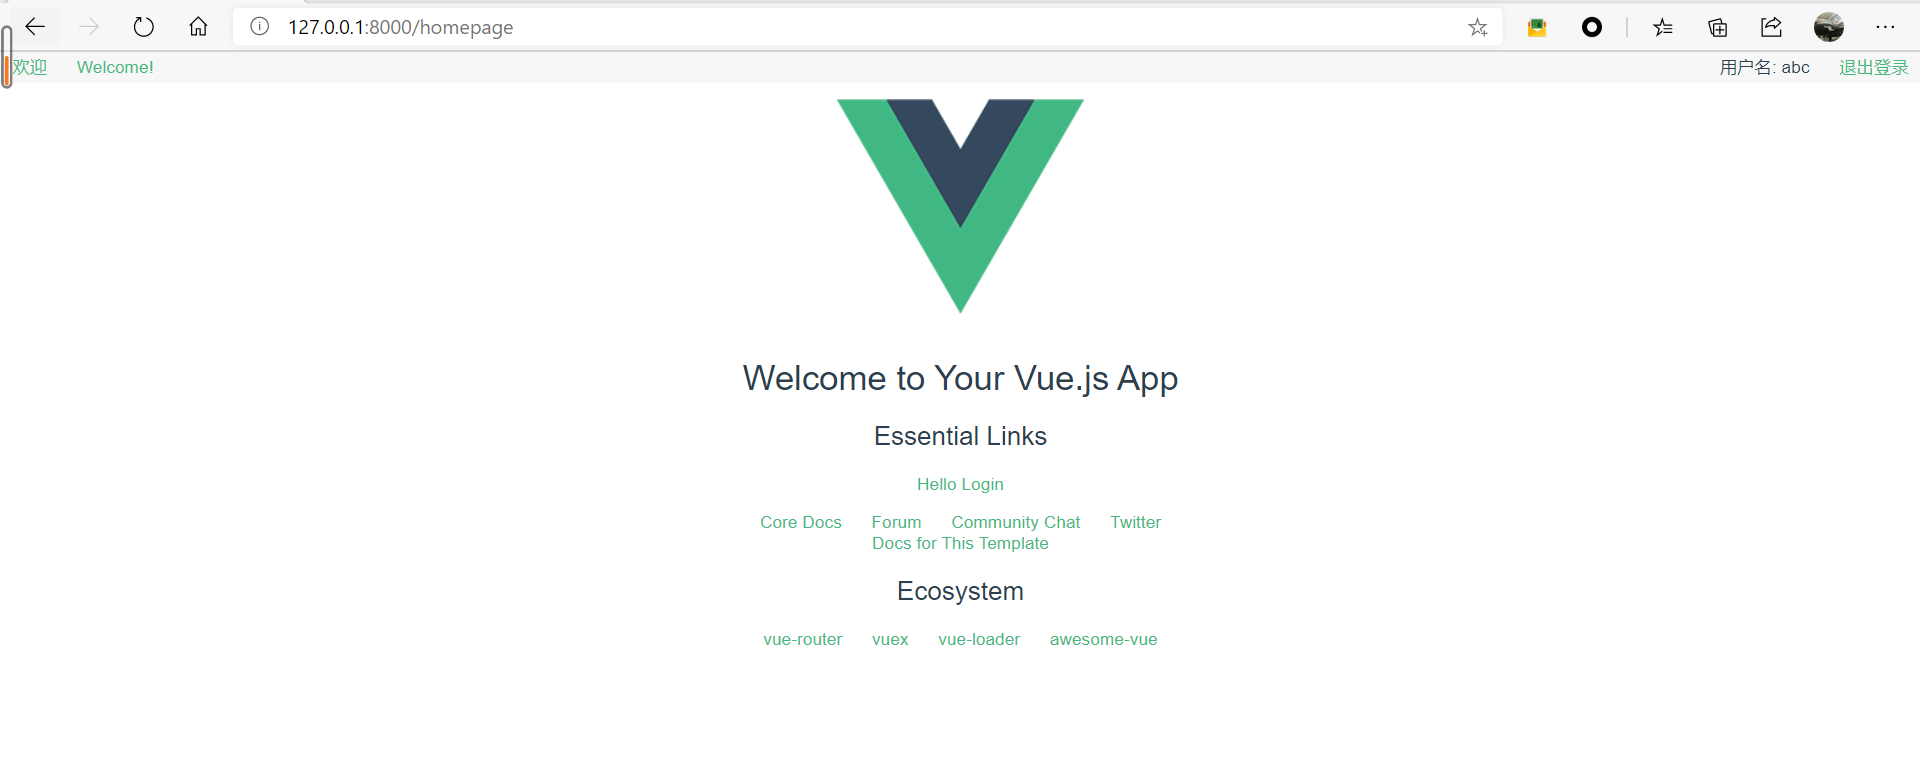 127.0.0.1:8000/homepage
欢迎 Welcome! 用户名: abc 退出登录
Welcome to Your Vue.js App
Essential Links
Hello Login
Core Docs Forum Community Chat Twitter
Docs for This Template
Ecosystem
vue-router vuex vue-loader awesome-vue